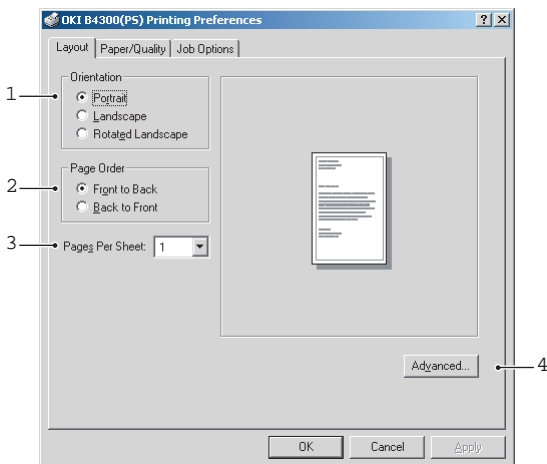 OKI B4300(PS) Printing Preferences
Layout Paper/Quality Job Options
Orientation
1
Portrait
Landscape
Rotated Landscape
Page Order
2
Front to Back
Back to Front
3
Pages Per Sheet: 1
Advanced...
4
OK Cancel Apply